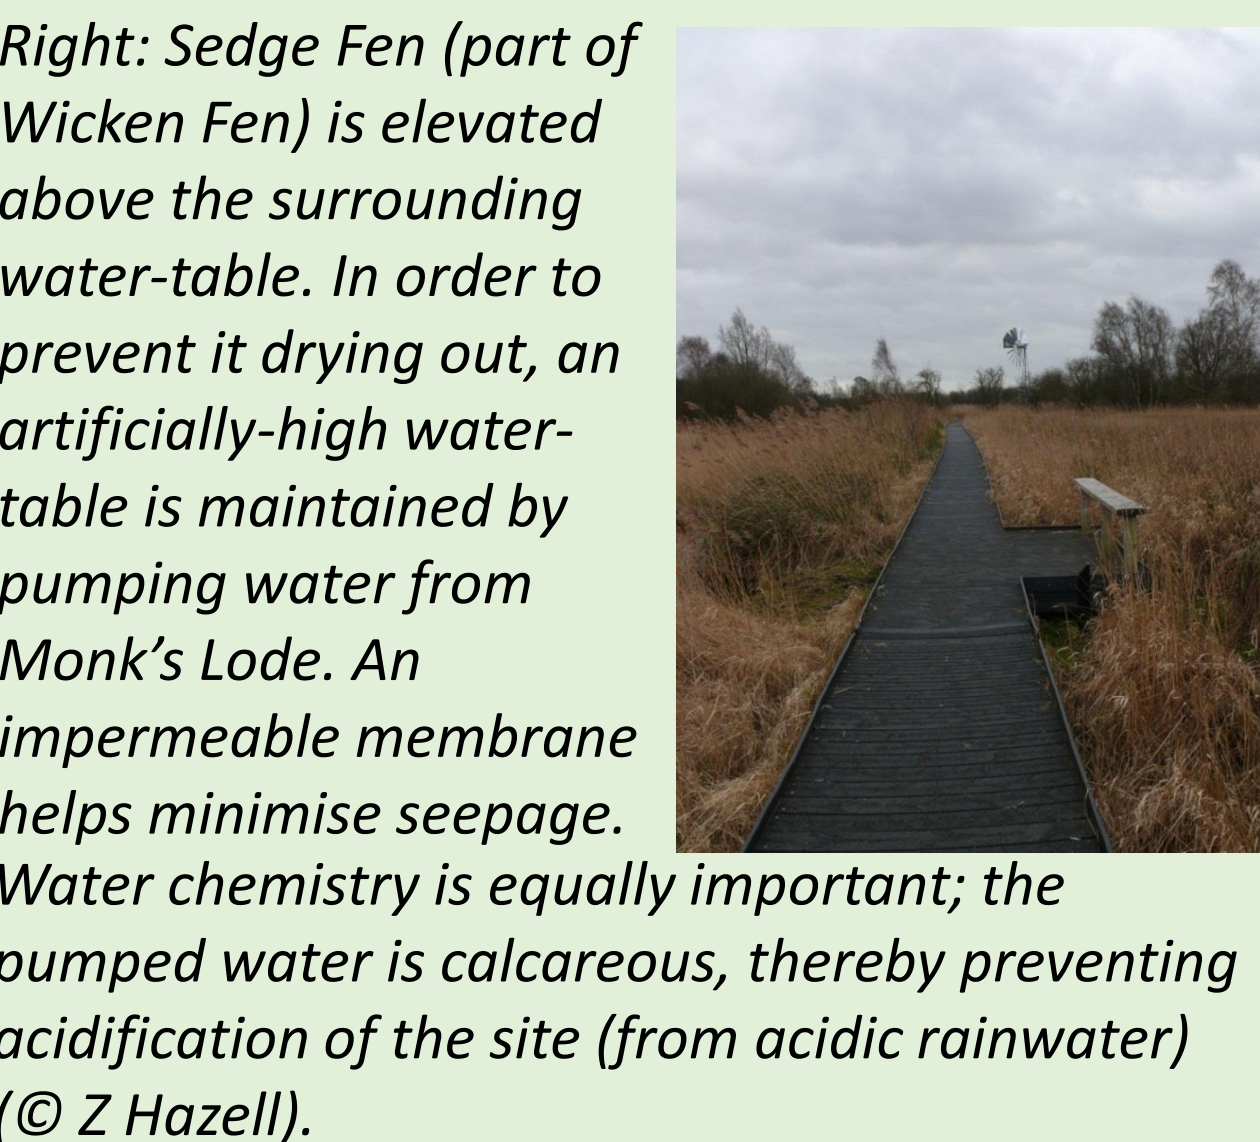 Right: Sedge Fen (part of
Wicken Fen) is elevated
above the surrounding
water-table. In order to
prevent it drying out, an
artificially-high water-
table is maintained by
pumping water from
Monk’s Lode. An
impermeable membrane
helps minimise seepage.
Water chemistry is equally important; the
pumped water is calcareous, thereby preventing
acidification of the site (from acidic rainwater)
(© Z Hazell).